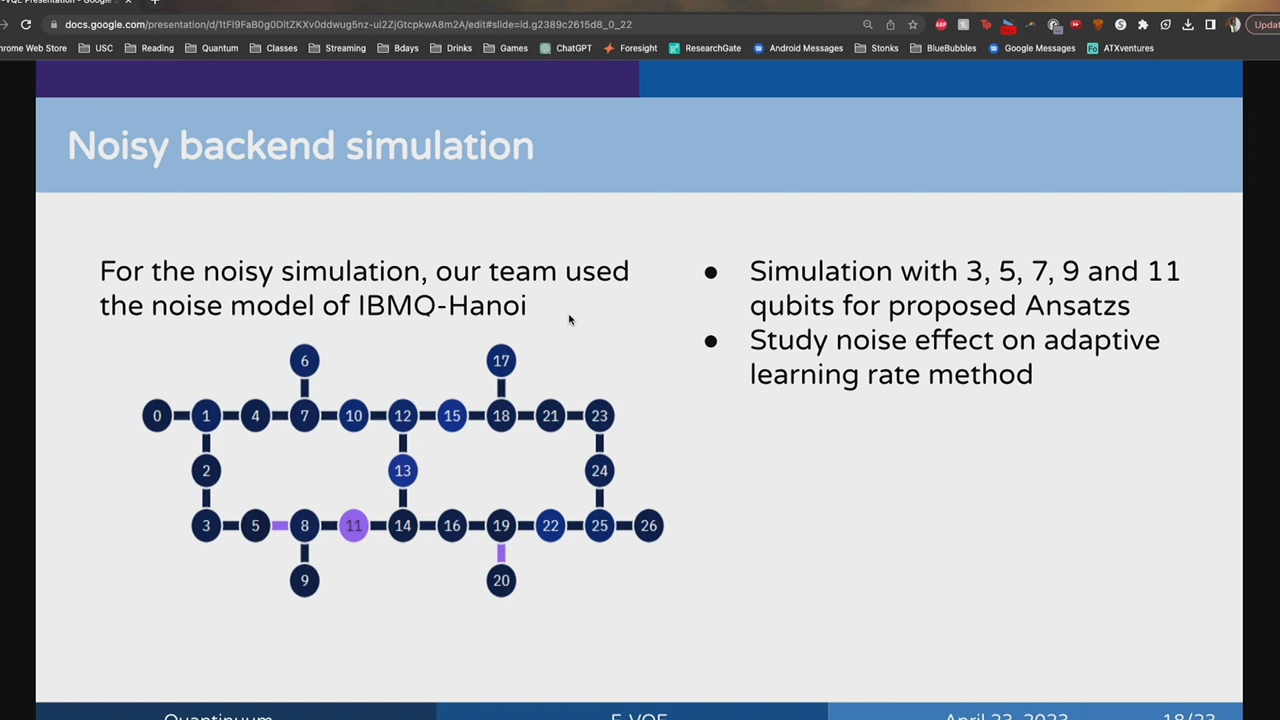 -VQE Presentation - Google
docs.google.com/presentation/d/1tFI9FaB0g0DltZKXv0ddwug5nz-ui2ZjGtcpkwA8m2A/edit#slide=id.g2389c2615d8_0_22
Updat
hrome Web Store USC Reading Quantum Classes Streaming Bdays Drinks Games ChatGPT Foresight ResearchGate Android Messages Stonks BlueBubbles Google Messages ATXventures
Noisy backend simulation
For the noisy simulation, our team used
the noise model of IBMQ-Hanoi
● Simulation with 3, 5, 7, 9 and 11
qubits for proposed Ansatzs
● Study noise effect on adaptive
learning rate method
6 17
0 1 4 7 10 12 15 18 21 23
2 13 24
3 5 8 11 14 16 19 22 25 26
9 20
Quantinuum E-VQE April 23, 2023 18/23